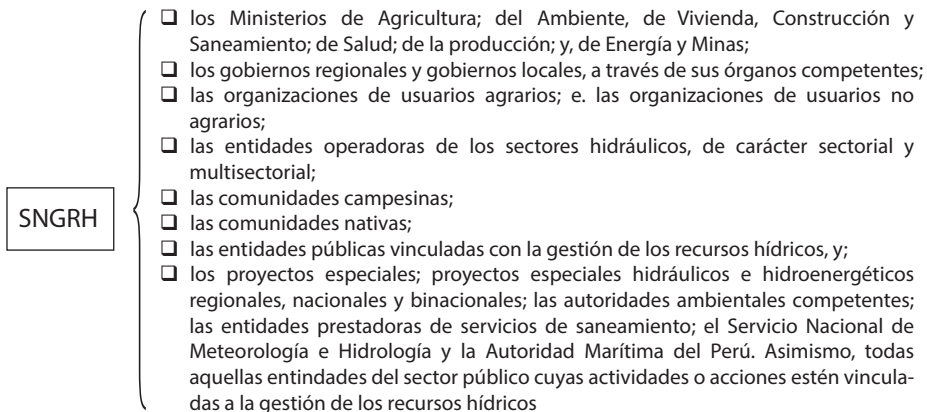 ❑ los Ministerios de Agricultura; del Ambiente, de Vivienda, Construcción y
Saneamiento; de Salud; de la producción; y, de Energía y Minas;
❑ los gobiernos regionales y gobiernos locales, a través de sus órganos competentes;
❑ las organizaciones de usuarios agrarios; e. las organizaciones de usuarios no
agrarios;
❑ las entidades operadoras de los sectores hidráulicos, de carácter sectorial y
multisectorial;
❑ las comunidades campesinas;
SNGRH
❑ las comunidades nativas;
❑ las entidades públicas vinculadas con la gestión de los recursos hídricos, y;
❑ los proyectos especiales; proyectos especiales hidráulicos e hidroenergéticos
regionales, nacionales y binacionales; las autoridades ambientales competentes;
las entidades prestadoras de servicios de saneamiento; el Servicio Nacional de
Meteorología e Hidrología y la Autoridad Marítima del Perú. Asimismo, todas
aquellas entindades del sector público cuyas actividades o acciones estén vincula-
das a la gestión de los recursos hídricos